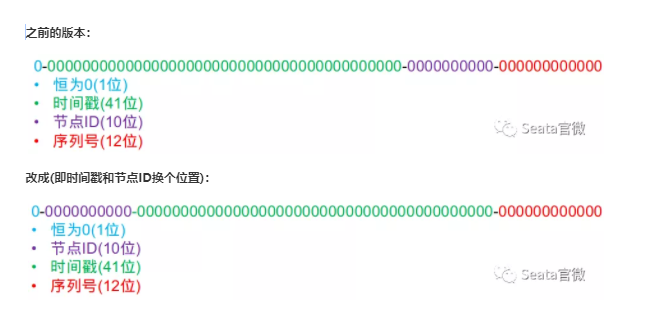 之前的版本：
0-00000000000000000000000000000000000000000-0000000000-000000000000
• 恒为0(1位)
• 时间戳(41位)
• 节点ID(10位)
• 序列号(12位)
Seata官微
改成(即时间戳和节点ID换个位置)：
0-0000000000-00000000000000000000000000000000000000000-000000000000
• 恒为0(1位)
• 节点ID(10位)
• 时间戳(41位)
• 序列号(12位)
Seata官微